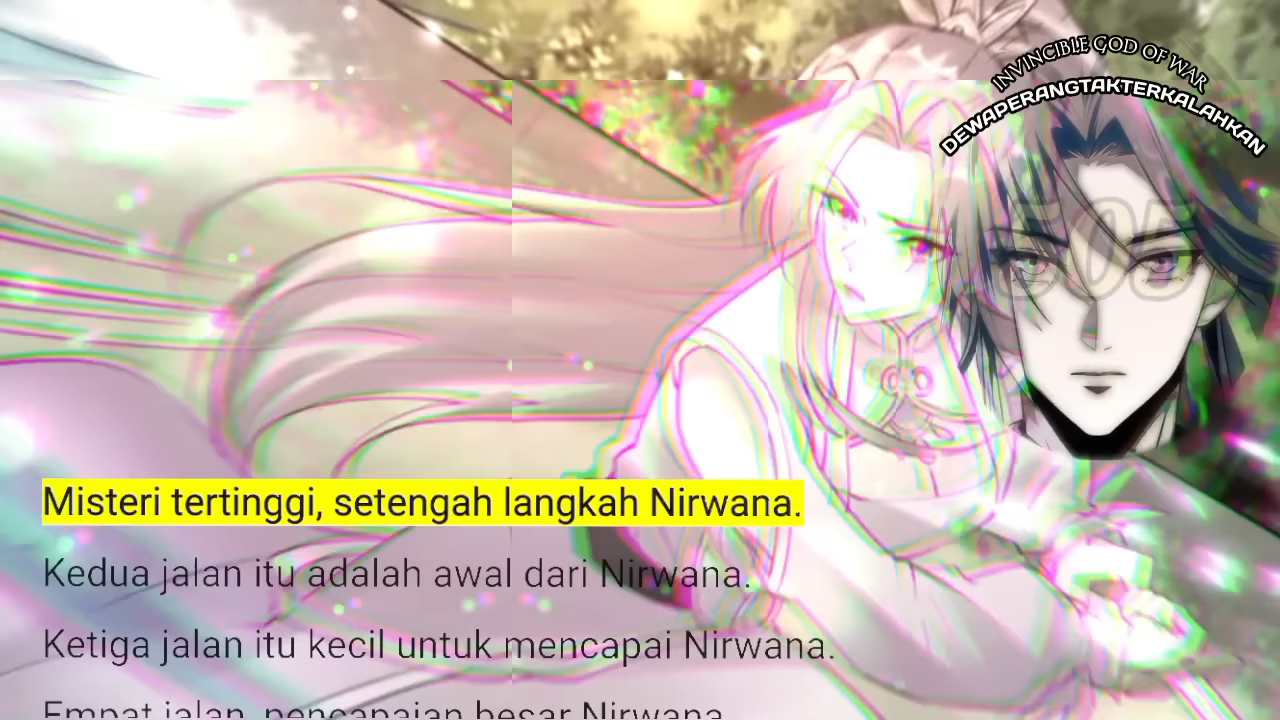 INVINCIBLE GOD OF WAR
DEWAPERANGTAKTERKALAHKAN
505
Misteri tertinggi, setengah langkah Nirwana.
Kedua jalan itu adalah awal dari Nirwana.
Ketiga jalan itu kecil untuk mencapai Nirwana.
Empat jalan, pencapaian besar Nirwana